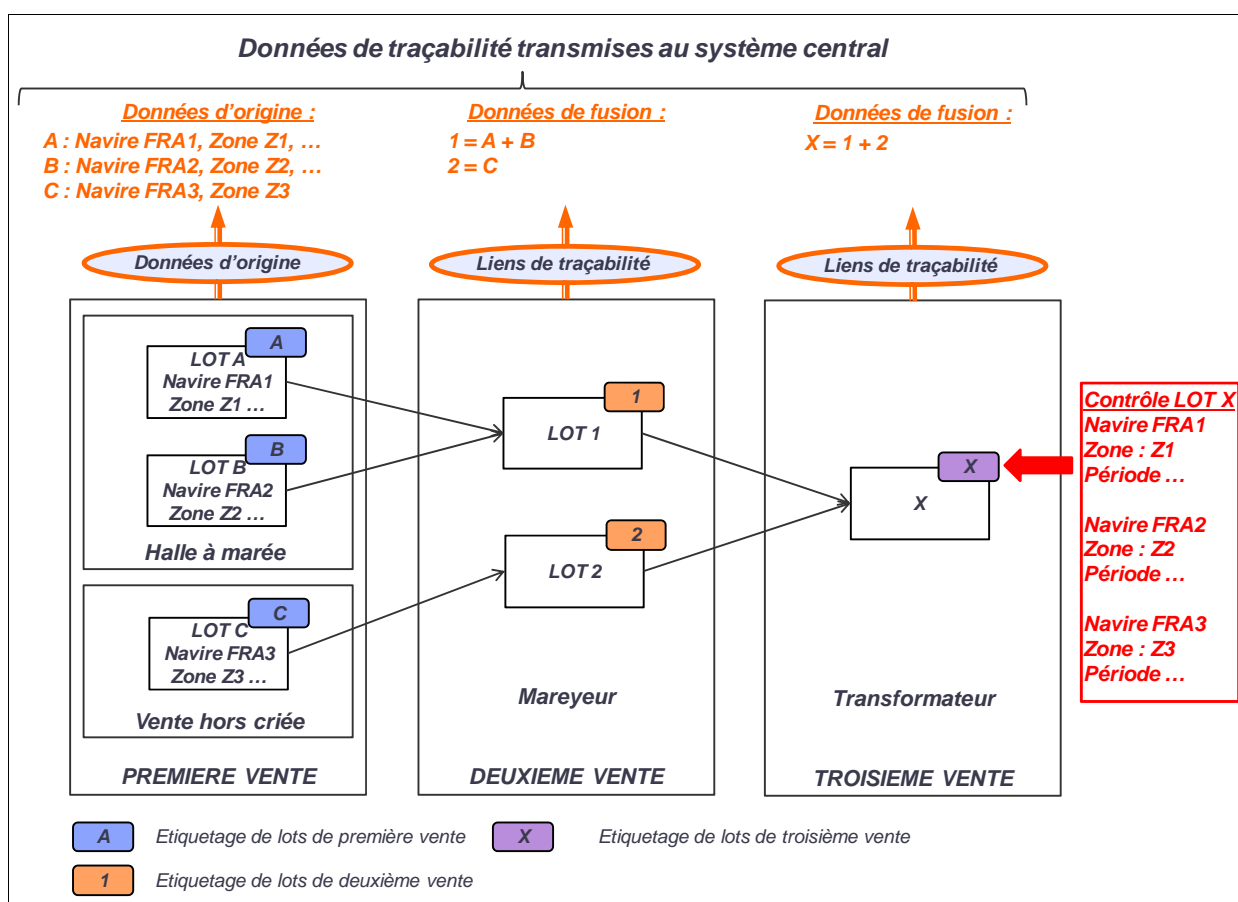 Données de traçabilité transmises au système central
Données d'origine :
A : Navire FRA1, Zone Z1, …
B : Navire FRA2, Zone Z2, …
C : Navire FRA3, Zone Z3
Données de fusion :
1 = A + B
2 = C
Données de fusion :
X = 1 + 2
Données d'origine
Liens de traçabilité
Liens de traçabilité
A
LOT A
Navire FRA1
Zone Z1 …
B
LOT B
Navire FRA2
Zone Z2 …
Halle à marée
C
LOT C
Navire FRA3
Zone Z3 …
Vente hors criée
PREMIERE VENTE
1
LOT 1
2
LOT 2
Mareyeur
DEUXIEME VENTE
X
X
Transformateur
TROISIEME VENTE
Contrôle LOT X
Navire FRA1
Zone : Z1
Période …
Navire FRA2
Zone : Z2
Période …
Navire FRA3
Zone : Z3
Période …
A
Etiquetage de lots de première vente
X
Etiquetage de lots de troisième vente
1
Etiquetage de lots de deuxième vente